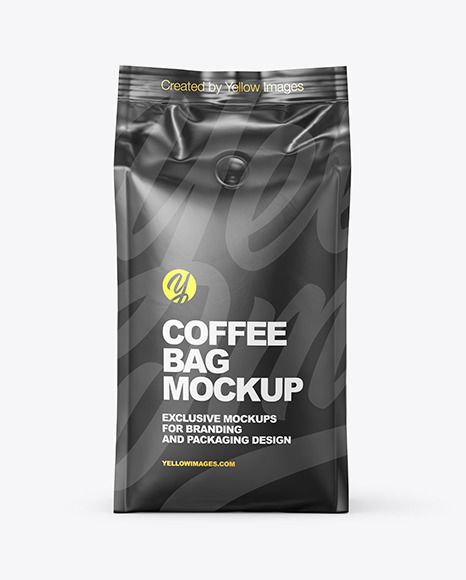 Created by Yellow Images
COFFEE
BAG
MOCKUP
EXCLUSIVE MOCKUPS
FOR BRANDING
AND PACKAGING DESIGN
YELLOWIMAGES.COM